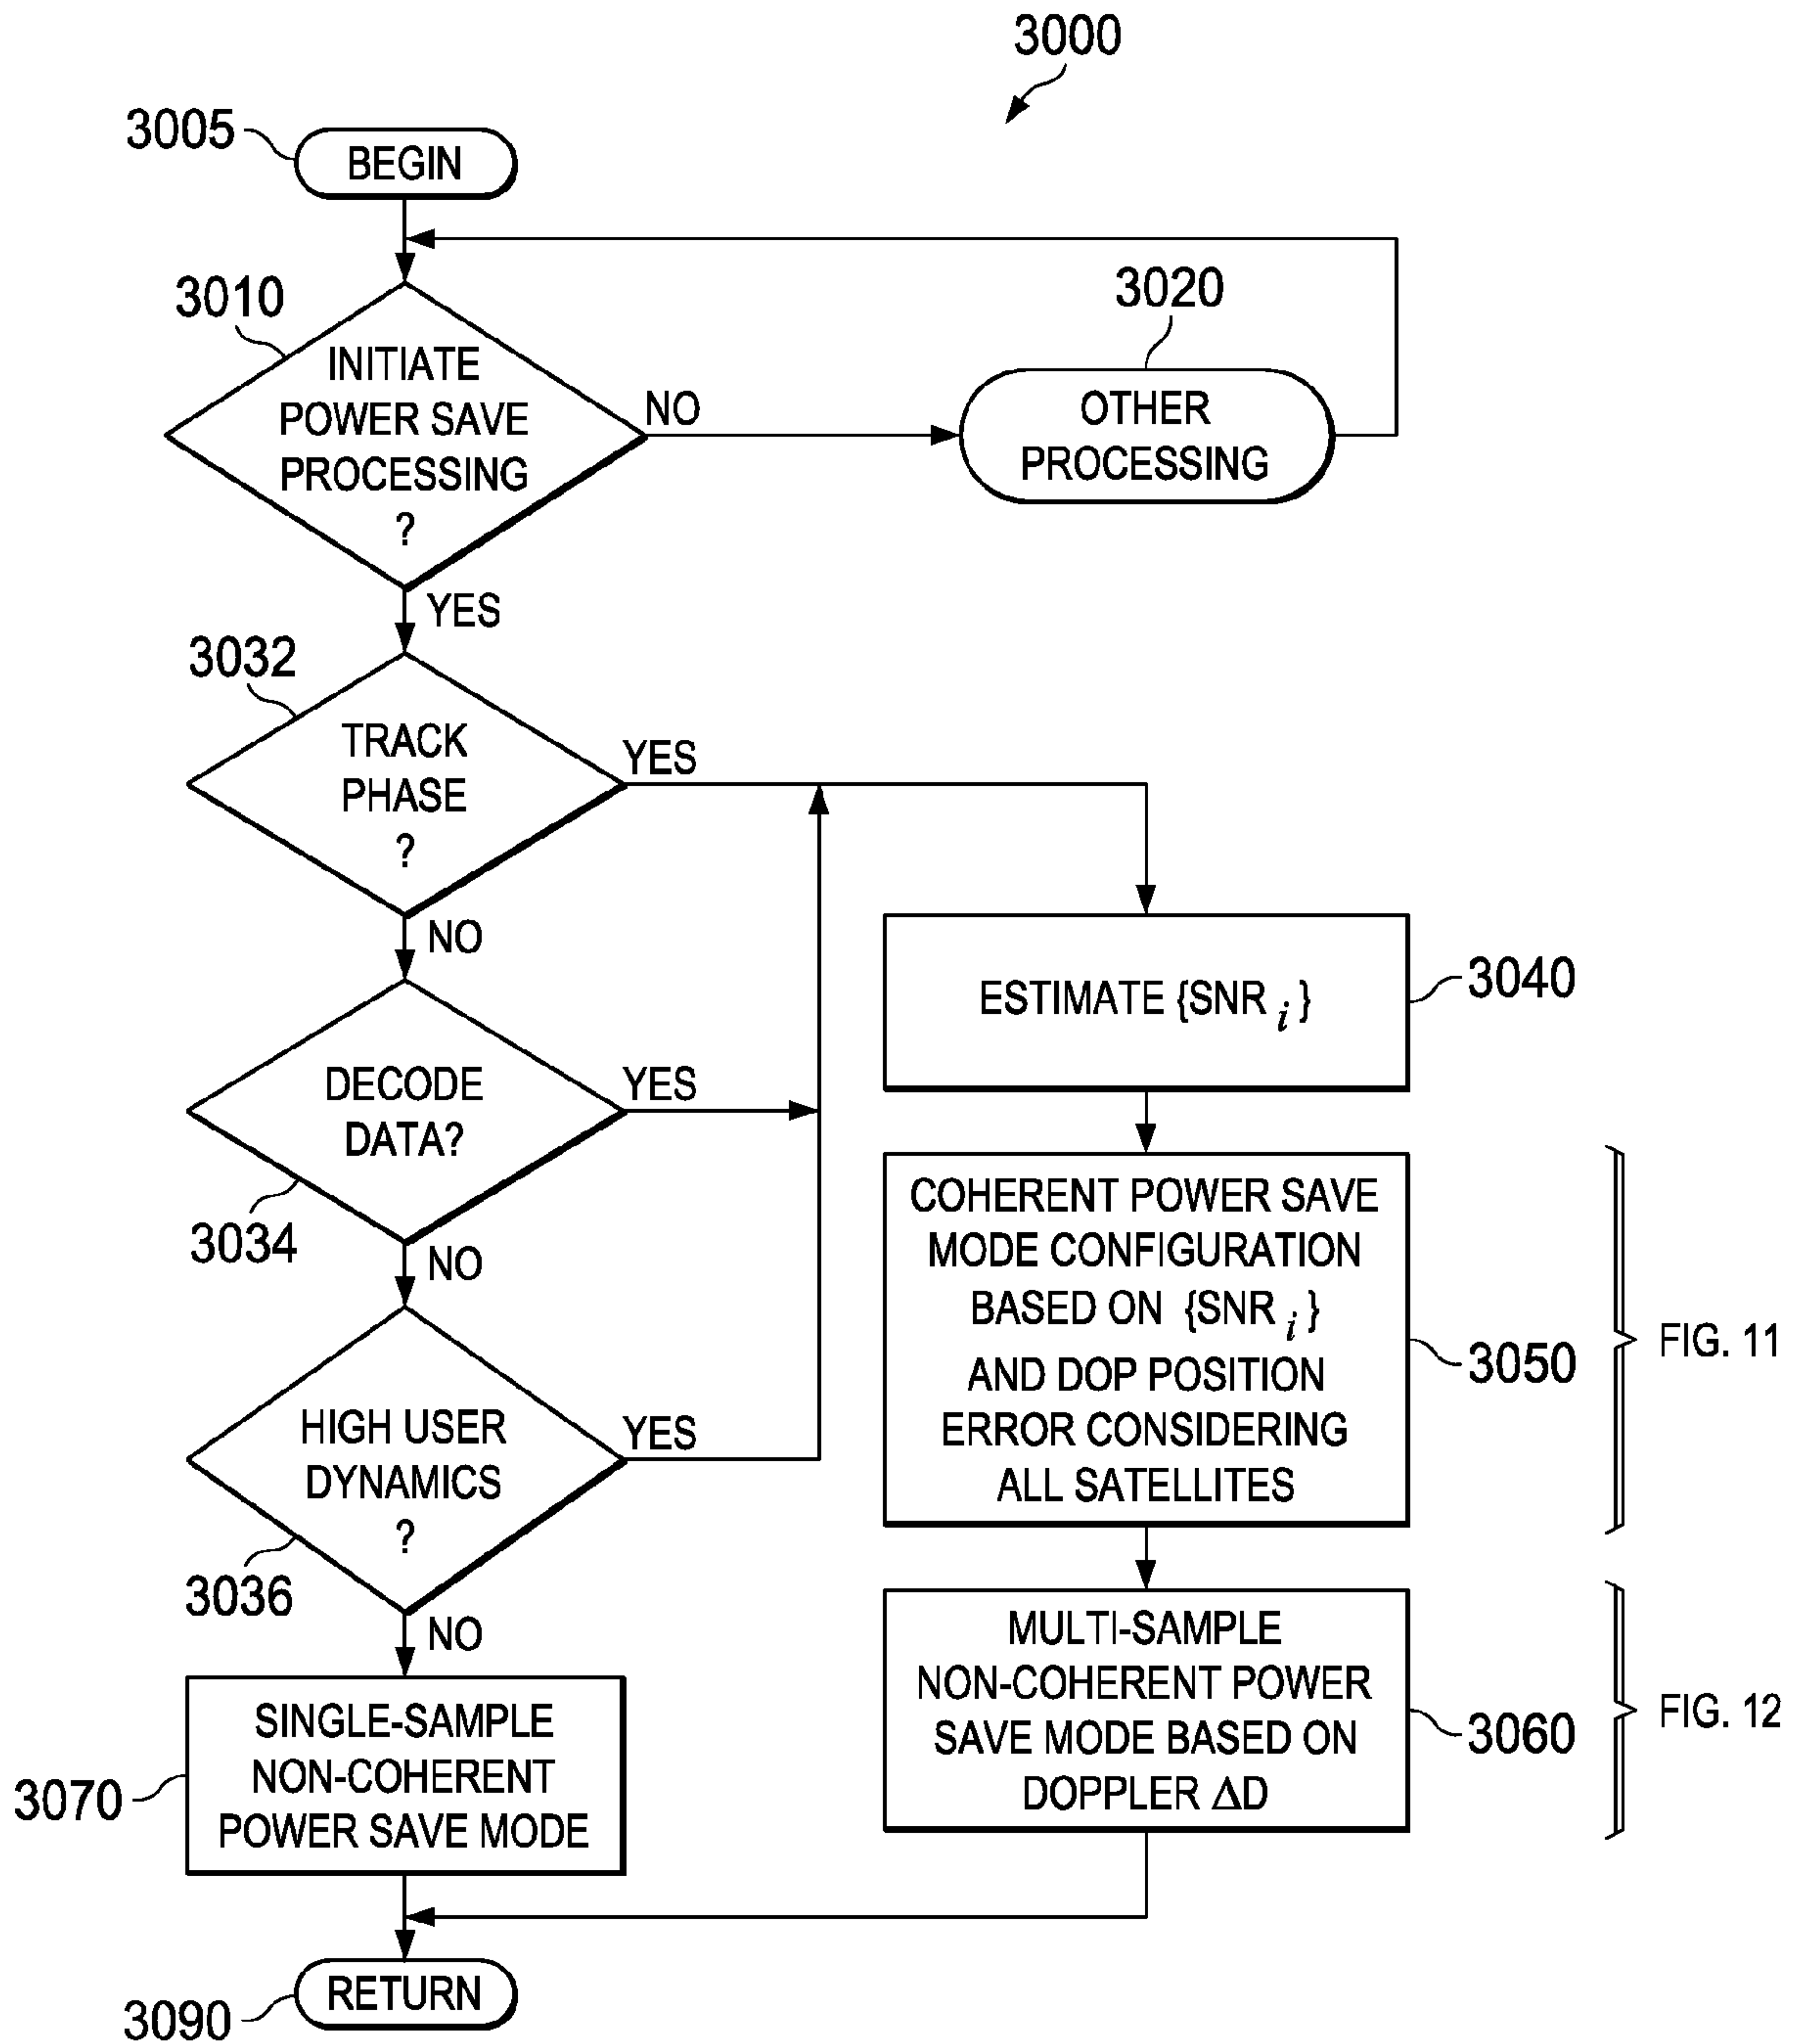 3000
3005
BEGIN
3010
INITIATE
POWER SAVE
PROCESSING
?
NO
3020
OTHER
PROCESSING
YES
3032
TRACK
PHASE
?
YES
NO
3040
ESTIMATE {SNR i }
DECODE
DATA?
YES
3034
NO
COHERENT POWER SAVE
MODE CONFIGURATION
BASED ON {SNR i }
AND DOP POSITION
ERROR CONSIDERING
ALL SATELLITES
3050
FIG. 11
HIGH USER
DYNAMICS
?
YES
3036
NO
MULTI-SAMPLE
NON-COHERENT POWER
SAVE MODE BASED ON
DOPPLER ΔD
3060
FIG. 12
SINGLE-SAMPLE
NON-COHERENT
POWER SAVE MODE
3070
RETURN
3090